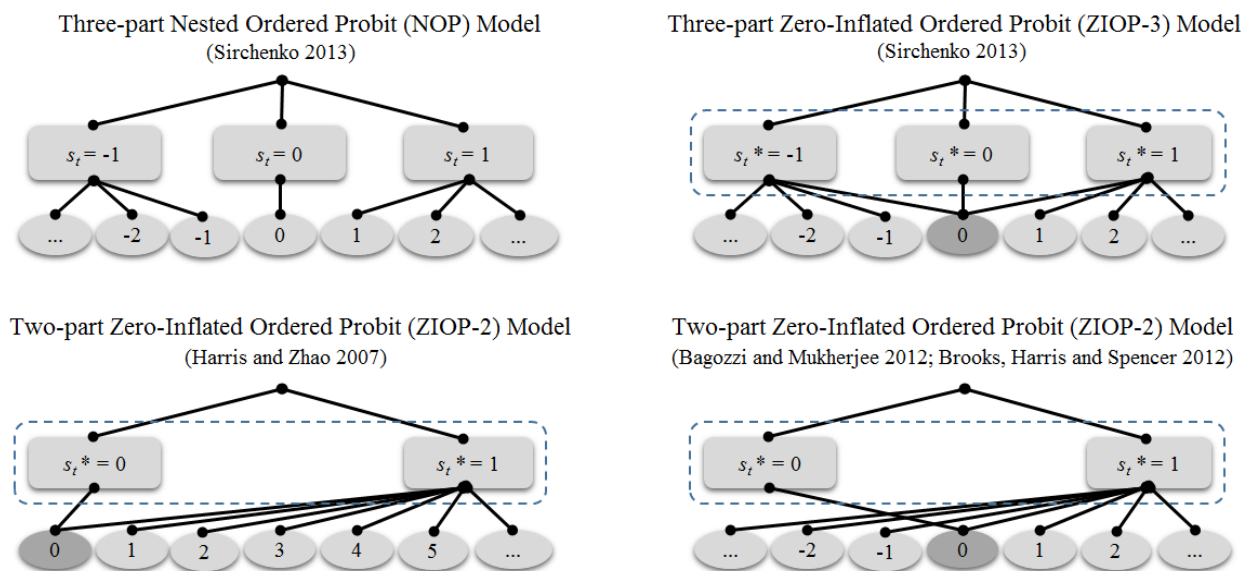 Three-part Nested Ordered Probit (NOP) Model
(Sirchenko 2013)
s_t = -1
s_t = 0
s_t = 1
...
-2
-1
0
1
2
...
Three-part Zero-Inflated Ordered Probit (ZIOP-3) Model
(Sirchenko 2013)
s_t * = -1
s_t * = 0
s_t * = 1
...
-2
-1
0
1
2
...
Two-part Zero-Inflated Ordered Probit (ZIOP-2) Model
(Harris and Zhao 2007)
s_t * = 0
s_t * = 1
0
1
2
3
4
5
...
Two-part Zero-Inflated Ordered Probit (ZIOP-2) Model
(Bagozzi and Mukherjee 2012; Brooks, Harris and Spencer 2012)
s_t * = 0
s_t * = 1
...
-2
-1
0
1
2
...